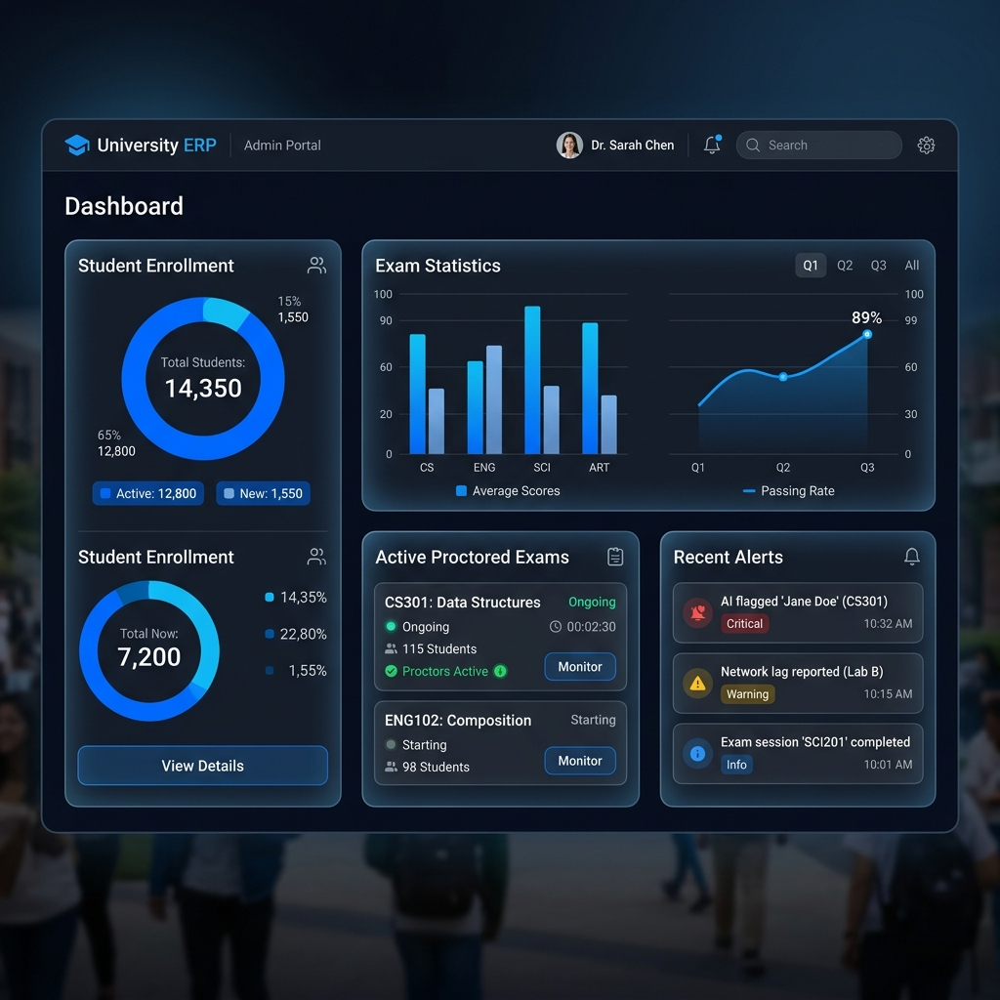 University ERP
Admin Portal
Dr. Sarah Chen
Search
Dashboard
Student Enrollment
15%
1,550
Total Students:
14,350
65%
12,800
Active: 12,800
New: 1,550
Student Enrollment
Total Now:
7,200
14,35%
22,80%
1,55%
View Details
Exam Statistics
Q1 Q2 Q3 All
100
90
60
20
0
CS ENG SCI ART
Average Scores
89%
100
99
60
30
0
Q1 Q2 Q3
Passing Rate
Active Proctored Exams
CS301: Data Structures Ongoing
Ongoing 00:02:30
115 Students
Proctors Active
Monitor
ENG102: Composition Starting
Starting
98 Students
Monitor
Recent Alerts
AI flagged 'Jane Doe' (CS301)
Critical 10:32 AM
Network lag reported (Lab B)
Warning 10:15 AM
Exam session 'SCI201' completed
Info 10:01 AM